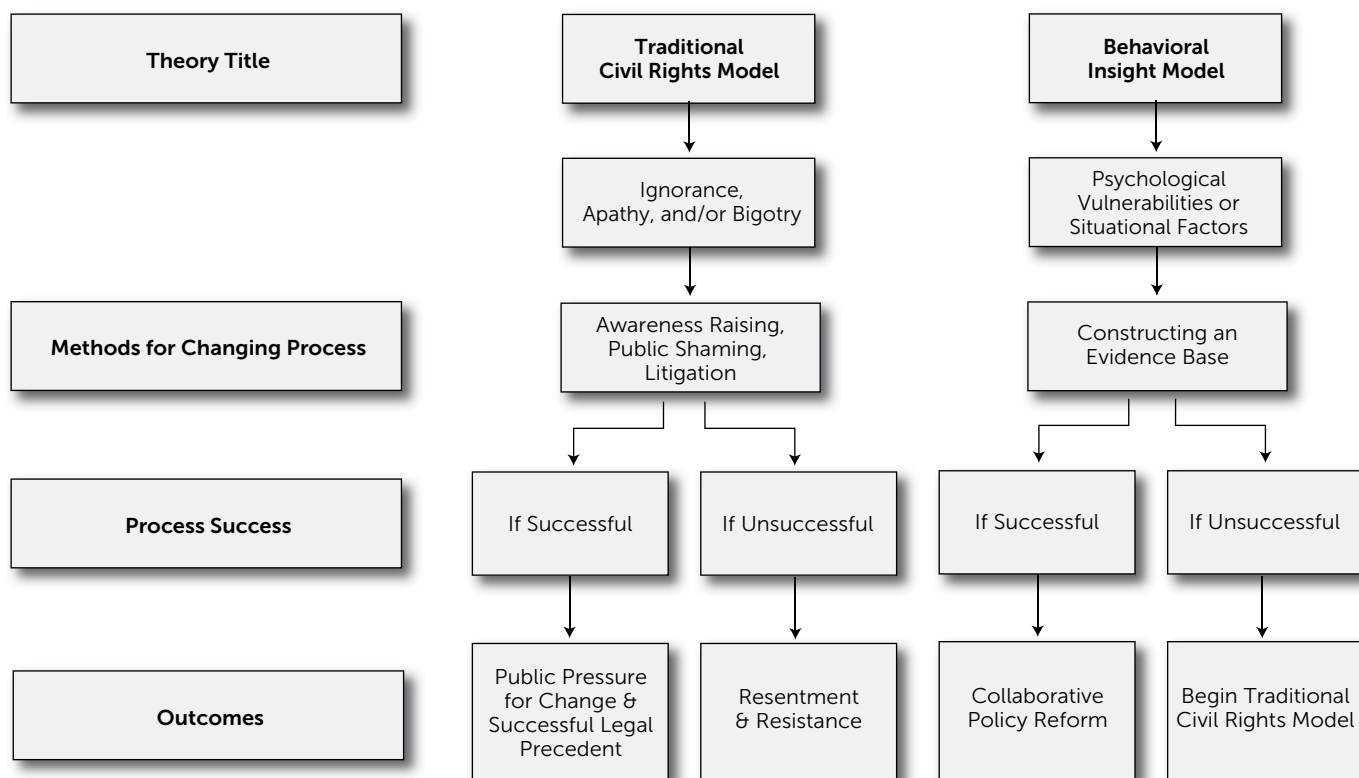 Theory Title
Traditional
Civil Rights Model
Behavioral
Insight Model
Ignorance,
Apathy, and/or Bigotry
Psychological
Vulnerabilities or
Situational Factors
Methods for Changing Process
Awareness Raising,
Public Shaming,
Litigation
Constructing an
Evidence Base
Process Success
If Successful
If Unsuccessful
If Successful
If Unsuccessful
Outcomes
Public Pressure
for Change &
Successful Legal
Precedent
Resentment
& Resistance
Collaborative
Policy Reform
Begin Traditional
Civil Rights Model